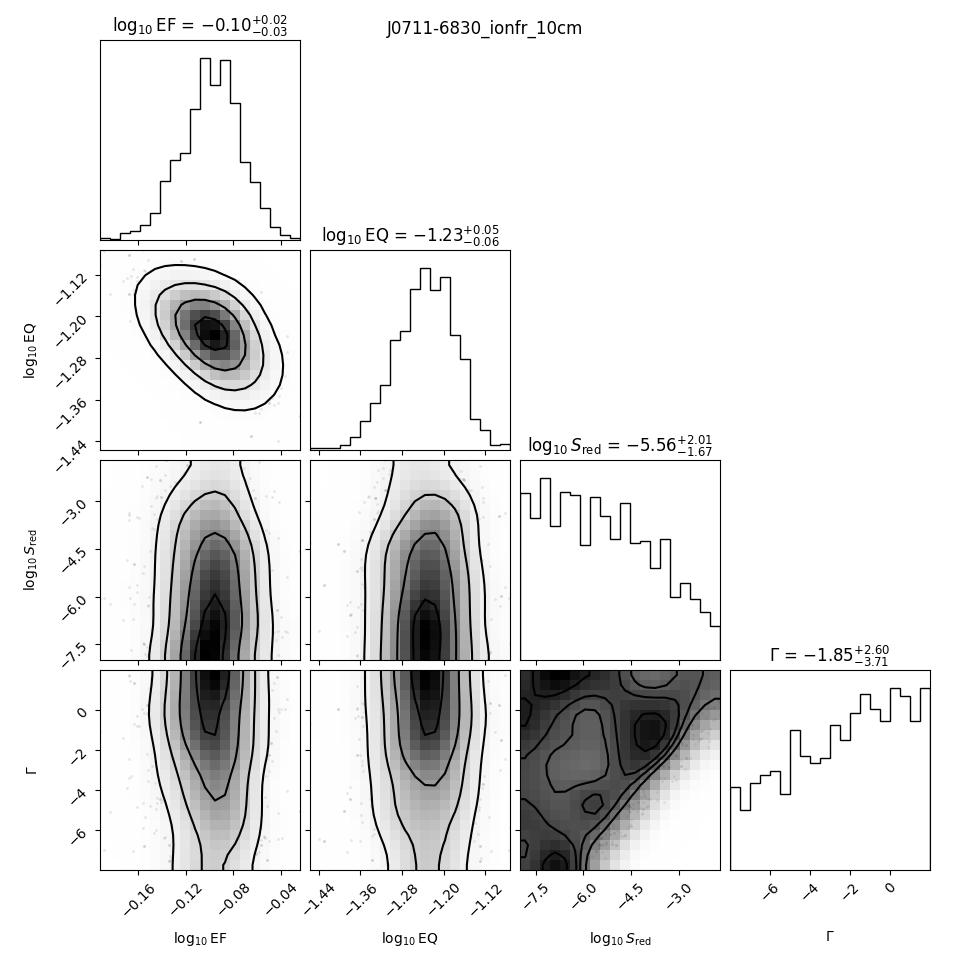 J0711-6830_ionfr_10cm
log₁₀ EF = −0.10 +0.02 −0.03
log₁₀ EQ = −1.23 +0.05 −0.06
log₁₀ EQ
−1.12
−1.20
−1.28
−1.36
−1.44
log₁₀ S_red = −5.56 +2.01 −1.67
log₁₀ S_red
−3.0
−4.5
−6.0
−7.5
Γ = −1.85 +2.60 −3.71
Γ
0
−2
−4
−6
−0.16 −0.12 −0.08 −0.04
−1.44 −1.36 −1.28 −1.20 −1.12
−7.5 −6.0 −4.5 −3.0
−6 −4 −2 0
log₁₀ EF
log₁₀ EQ
log₁₀ S_red
Γ